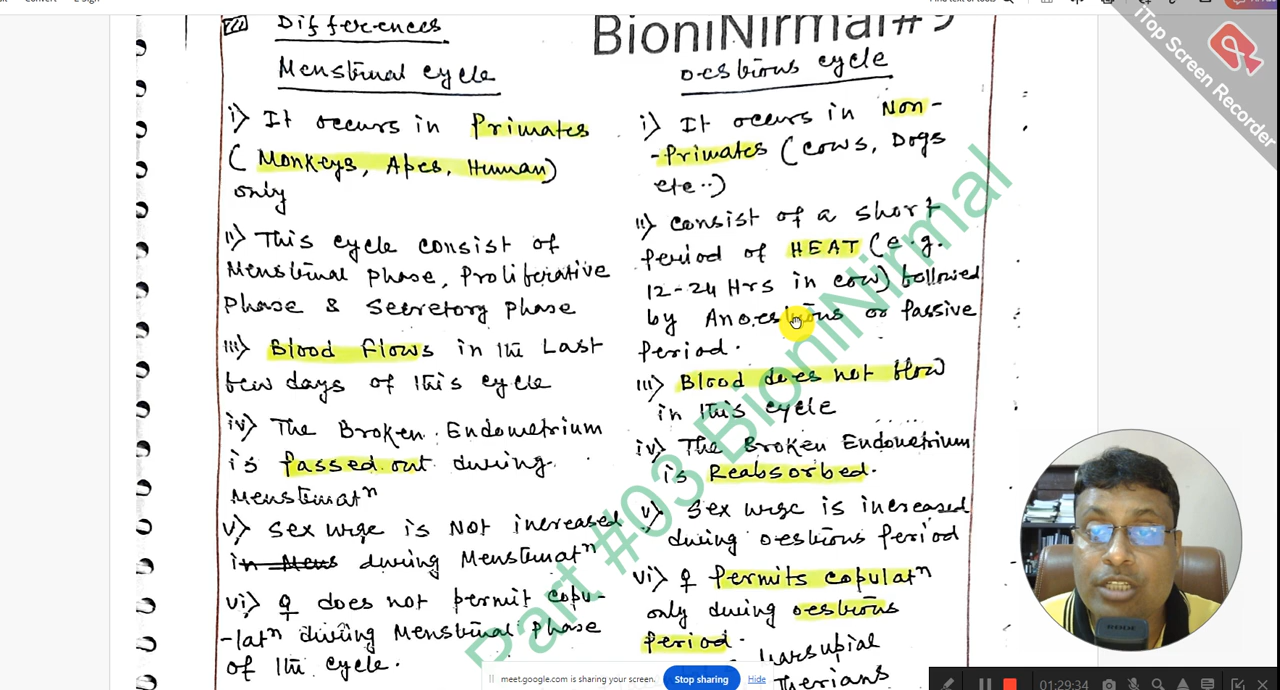 Differences
BioniNirmal#9
Menstrual cycle
i) It occurs in Primates
(Monkeys, Apes, Human)
only
ii) This cycle consist of
Menstrual Phase, Proliferative
Phase & Secretory Phase
iii) Blood flows in the Last
few days of this cycle
iv) The Broken Endometrium
is Passed out during
Menstruatⁿ
v) Sex urge is Not increased
in Mens during Menstruatⁿ
vi) ♀ does not permit copu-
-latⁿ during Menstrual Phase
of the cycle.
Oestrous cycle
i) It occurs in Non-
-Primates (Cows, Dogs
etc..)
ii) Consist of a short
Period of HEAT (e.g.
12-24 Hrs in cow) followed
by Anoestrous or Passive
Period.
iii) Blood does not flow
in this cycle
iv) The Broken Endometrium
is Reabsorbed.
v) Sex urge is increased
during oestrous Period
vi) ♀ Permits copulatⁿ
only during oestrous
Period.
Marsupial
therians
Part #03 BioniNirmal BioniNirmal
iTop Screen Recorder
RODE
meet.google.com is sharing your screen.
Stop sharing
Hide
01:29:34